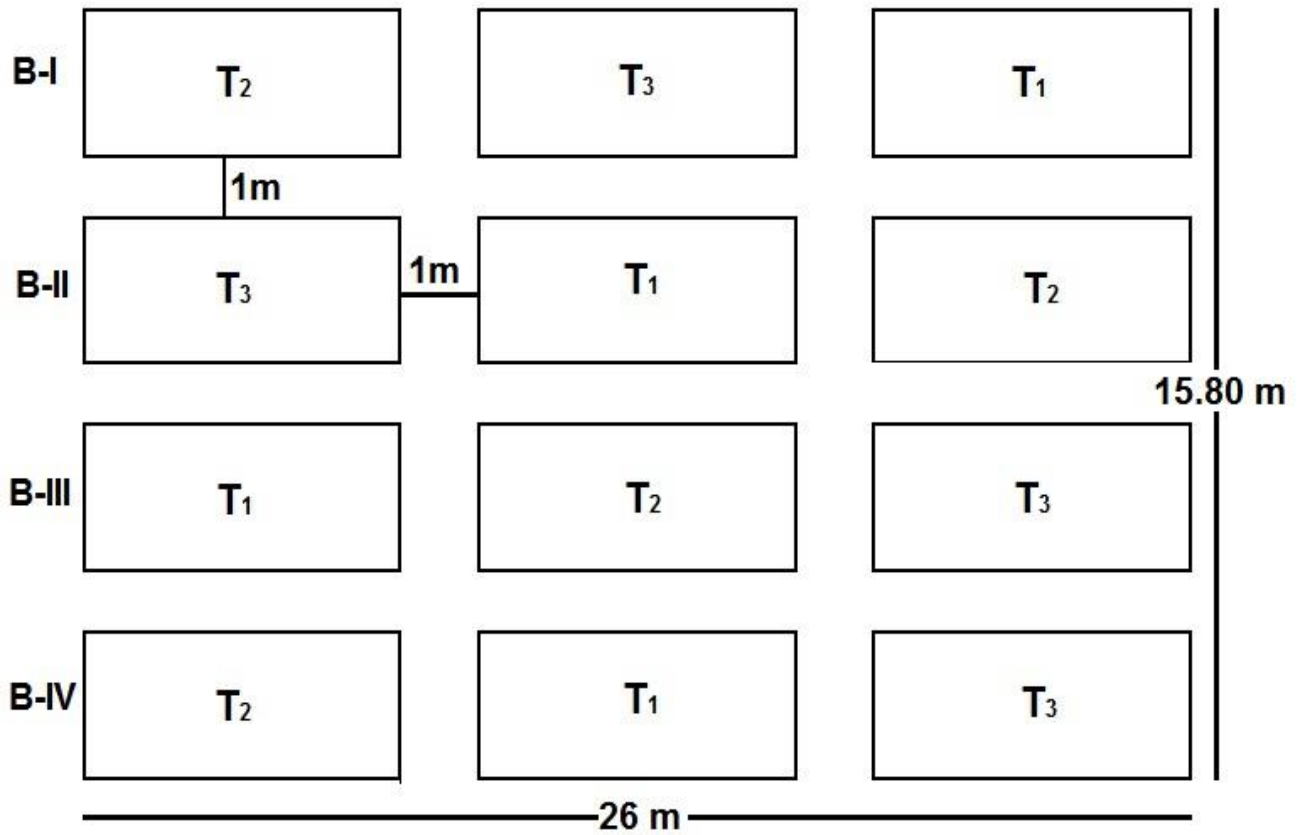 B-I T₂ T₃ T₁
1m
B-II T₃ 1m T₁ T₂
15.80 m
B-III T₁ T₂ T₃
B-IV T₂ T₁ T₃
26 m